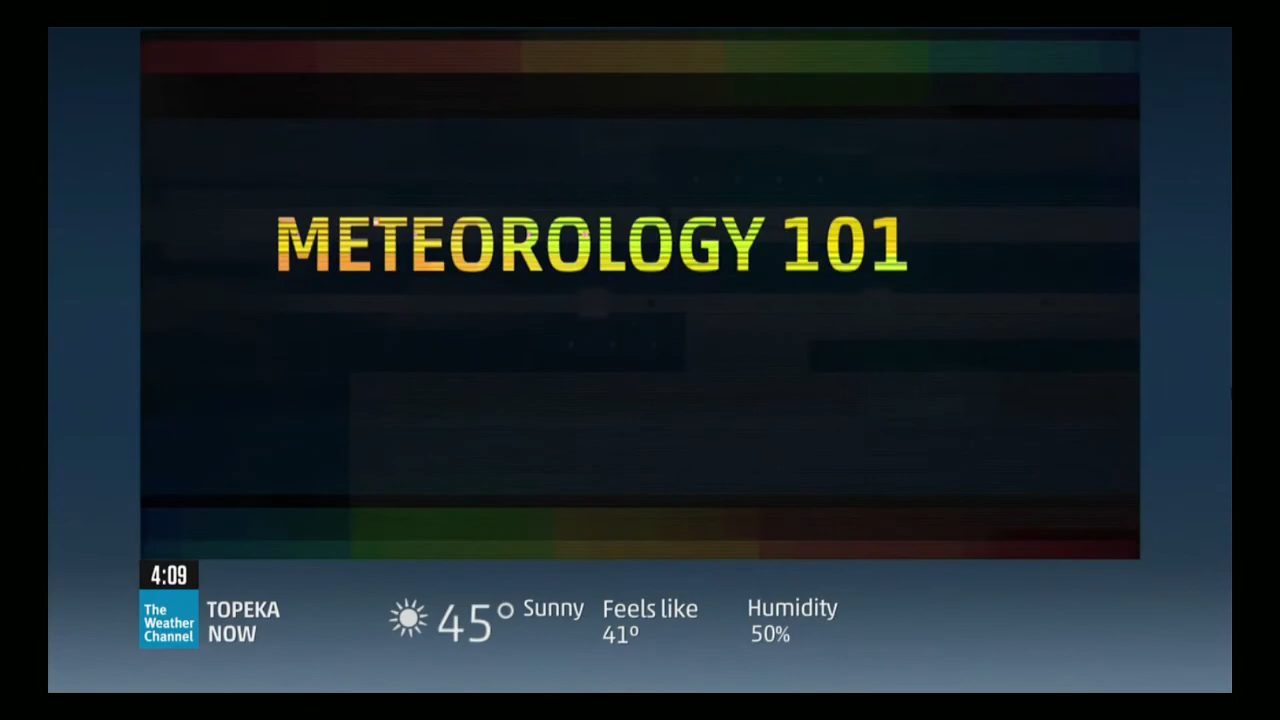 METEOROLOGY 101
4:09
The
Weather
Channel
TOPEKA
NOW
45° Sunny
Feels like
41°
Humidity
50%